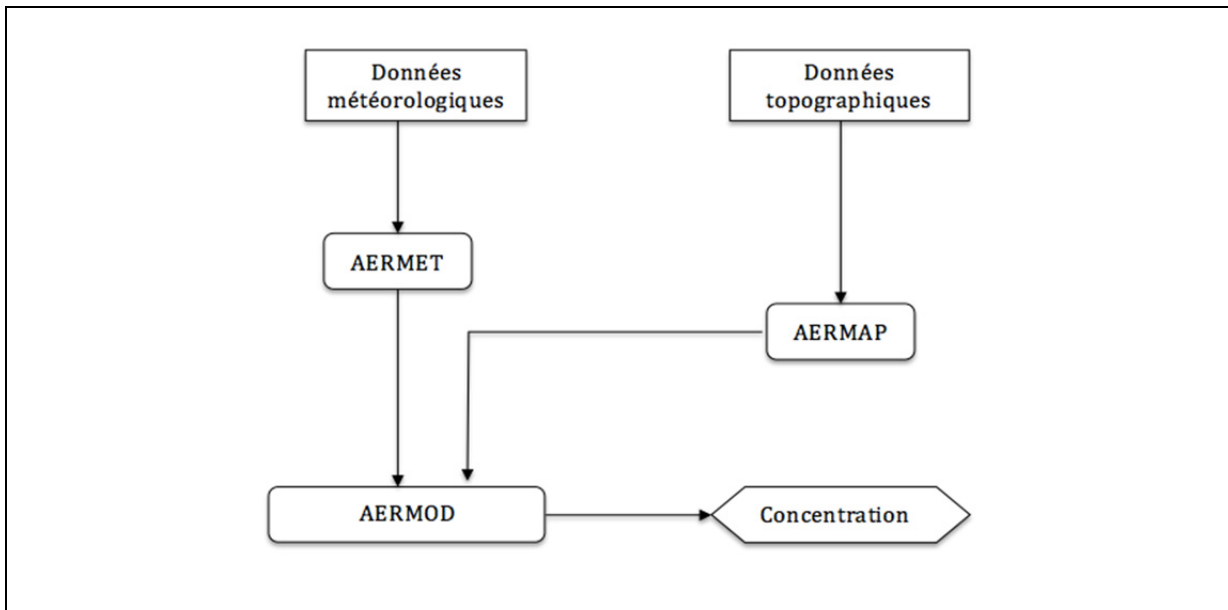 Données
météorologiques
Données
topographiques
AERMET
AERMAP
AERMOD
Concentration